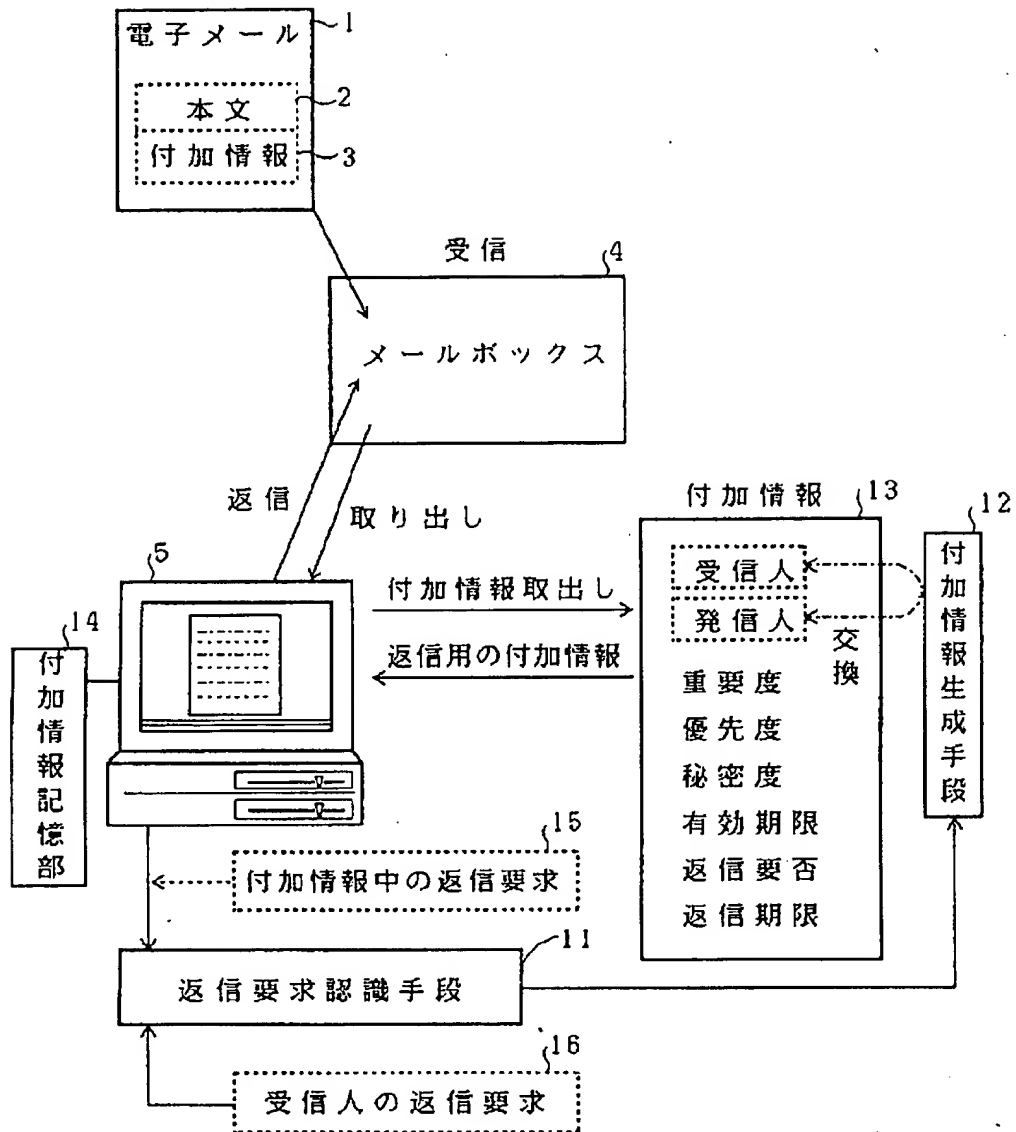 電子メール
1
本文
2
付加情報
3
受信
4
メールボックス
返信
取り出し
付加情報
13
12
5
受信人
発信人
交換
重要度
優先度
秘密度
有効期限
返信要否
返信期限
付加情報生成手段
付加情報取出し
返信用の付加情報
14
付加情報記憶部
15
付加情報中の返信要求
11
返信要求認識手段
16
受信人の返信要求